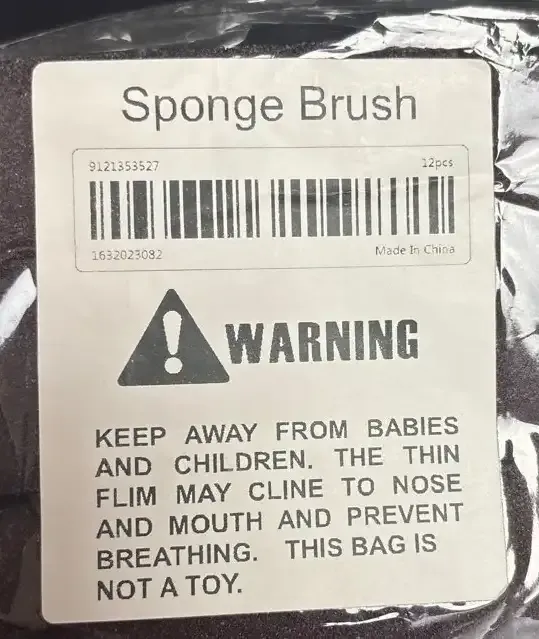 Sponge Brush
9121353527 12pcs
1632023082 Made In China
WARNING
KEEP AWAY FROM BABIES
AND CHILDREN. THE THIN
FLIM MAY CLINE TO NOSE
AND MOUTH AND PREVENT
BREATHING. THIS BAG IS
NOT A TOY.